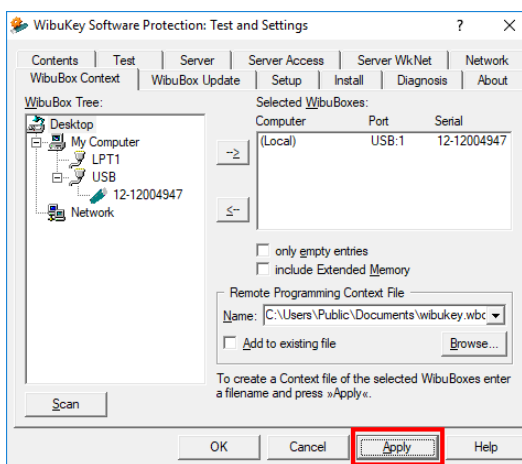 WibuKey Software Protection: Test and Settings ? X
Contents Test Server Server Access Server WkNet Network
WibuBox Context WibuBox Update Setup Install Diagnosis About
WibuBox Tree:
Desktop
My Computer
LPT1
USB
12-12004947
Network
Scan
Selected WibuBoxes:
Computer Port Serial
(Local) USB:1 12-12004947
-->
<--
only empty entries
include Extended Memory
Remote Programming Context File
Name: C:\Users\Public\Documents\wibukey.wbc
Add to existing file Browse...
To create a Context file of the selected WibuBoxes enter
a filename and press »Apply«.
OK Cancel Apply Help